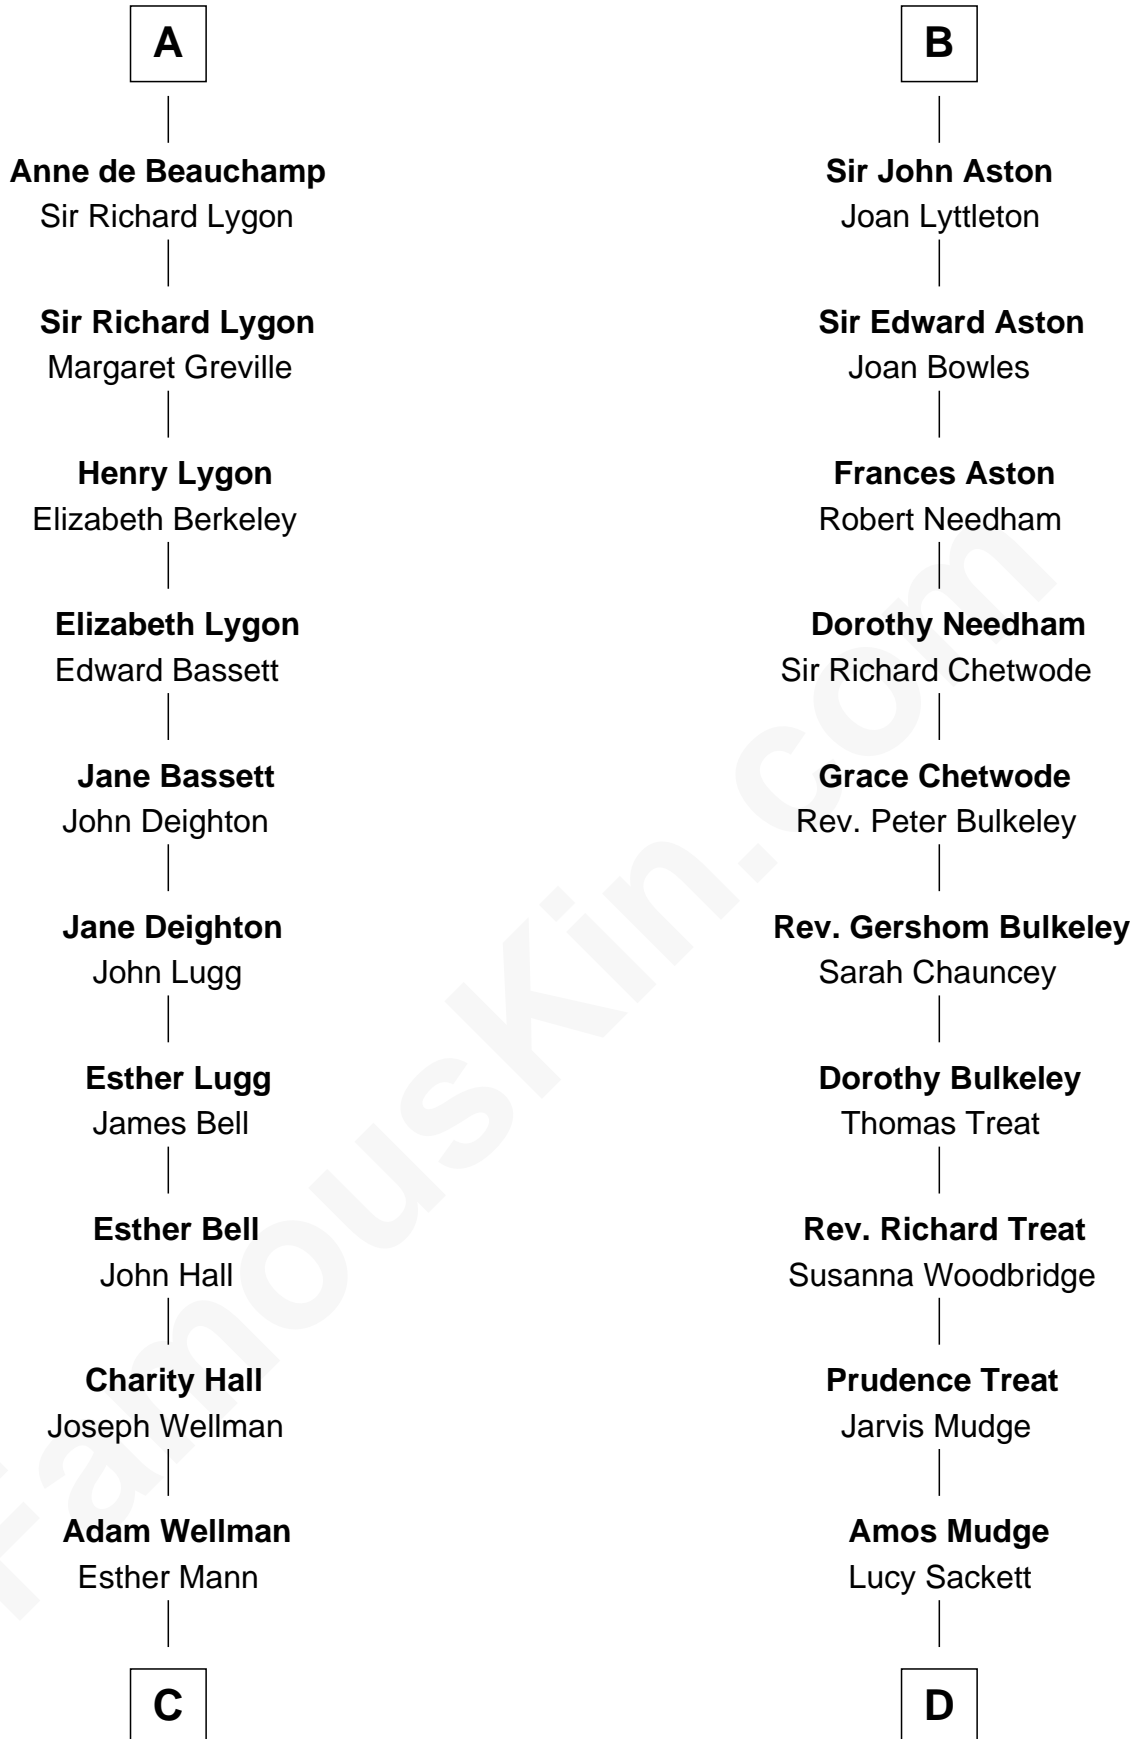 A
Anne de Beauchamp
Sir Richard Lygon
Sir Richard Lygon
Margaret Greville
Henry Lygon
Elizabeth Berkeley
Elizabeth Lygon
Edward Bassett
Jane Bassett
John Deighton
Jane Deighton
John Lugg
Esther Lugg
James Bell
Esther Bell
John Hall
Charity Hall
Joseph Wellman
Adam Wellman
Esther Mann
C
B
Sir John Aston
Joan Lyttleton
Sir Edward Aston
Joan Bowles
Frances Aston
Robert Needham
Dorothy Needham
Sir Richard Chetwode
Grace Chetwode
Rev. Peter Bulkeley
Rev. Gershom Bulkeley
Sarah Chauncey
Dorothy Bulkeley
Thomas Treat
Rev. Richard Treat
Susanna Woodbridge
Prudence Treat
Jarvis Mudge
Amos Mudge
Lucy Sackett
D
FamousKin.com